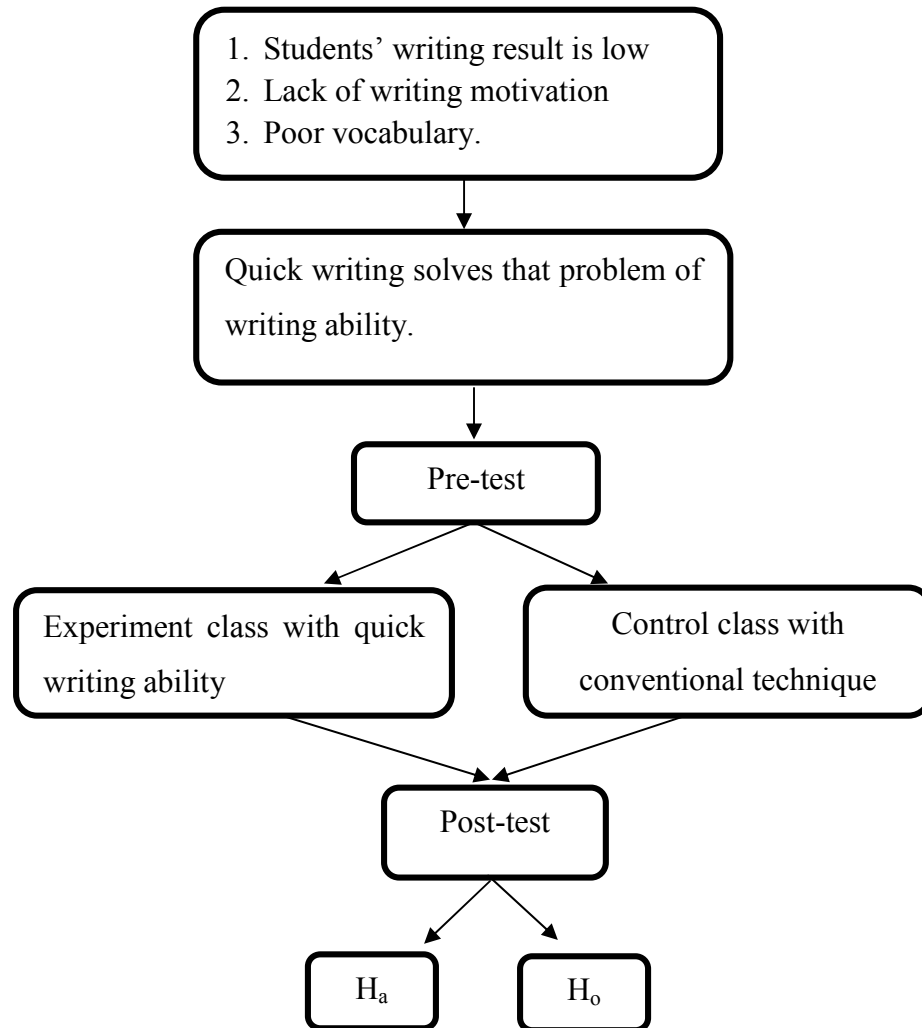 1. Students’ writing result is low
2. Lack of writing motivation
3. Poor vocabulary.
Quick writing solves that problem of
writing ability.
Pre-test
Experiment class with quick
writing ability
Control class with
conventional technique
Post-test
Hₐ
Hₒ